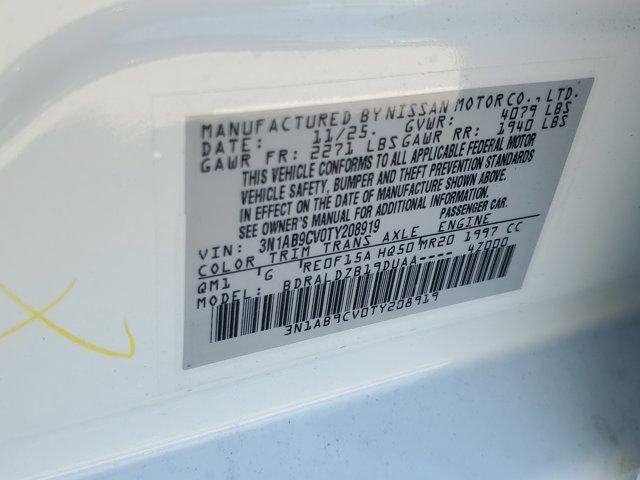 MANUFACTURED BY NISSAN MOTOR CO., LTD.
DATE: 11/25. GVWR: 4079 LBS
GAWR FR: 2271 LBS GAWR RR: 1940 LBS
THIS VEHICLE CONFORMS TO ALL APPLICABLE FEDERAL MOTOR
VEHICLE SAFETY, BUMPER AND THEFT PREVENTION STANDARDS
IN EFFECT ON THE DATE OF MANUFACTURE SHOWN ABOVE
SEE OWNER'S MANUAL FOR ADDITIONAL INFORMATION.
VIN: 3N1AB9CV0TY208919 PASSENGER CAR.
COLOR TRIM TRANS AXLE ENGINE
QM1 G RE0F15A HQ50 MR20 1997 CC
MODEL: BDRALDZB19DUAA---- 4Z000
3N1AB9CV0TY208919